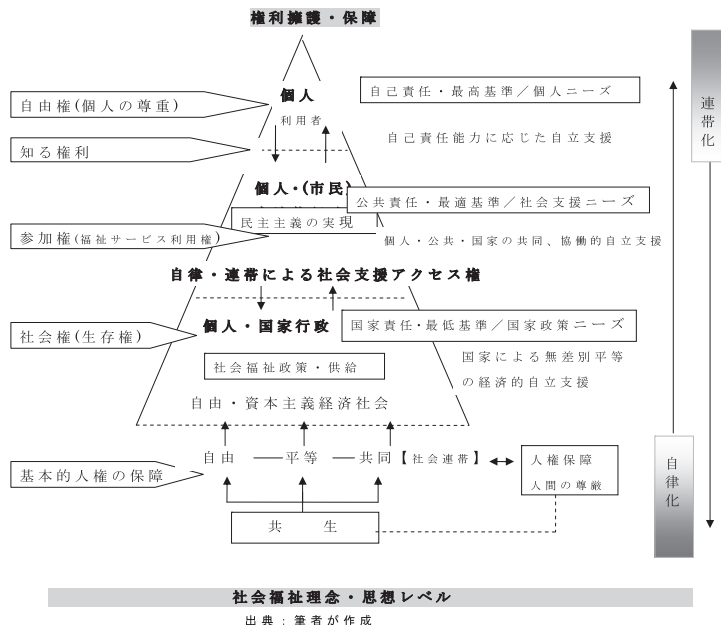 権利擁護・保障
個人
利用者
自己責任・最高基準／個人ニーズ
自由権(個人の尊重)
自己責任能力に応じた自立支援
知る権利
個人・(市民)
公共責任・最適基準／社会支援ニーズ
民主主義の実現
参加権(福祉サービス利用権)
個人・公共・国家の共同、協働的自立支援
自律・連帯による社会支援アクセス権
社会権(生存権)
個人・国家行政
国家責任・最低基準／国家政策ニーズ
社会福祉政策・供給
国家による無差別平等
の経済的自立支援
自由・資本主義経済社会
基本的人権の保障
自由 ―平等 ―共同【社会連帯】
人権保障
人間の尊厳
共 生
連帯化
自律化
社会福祉理念・思想レベル
出典：筆者が作成